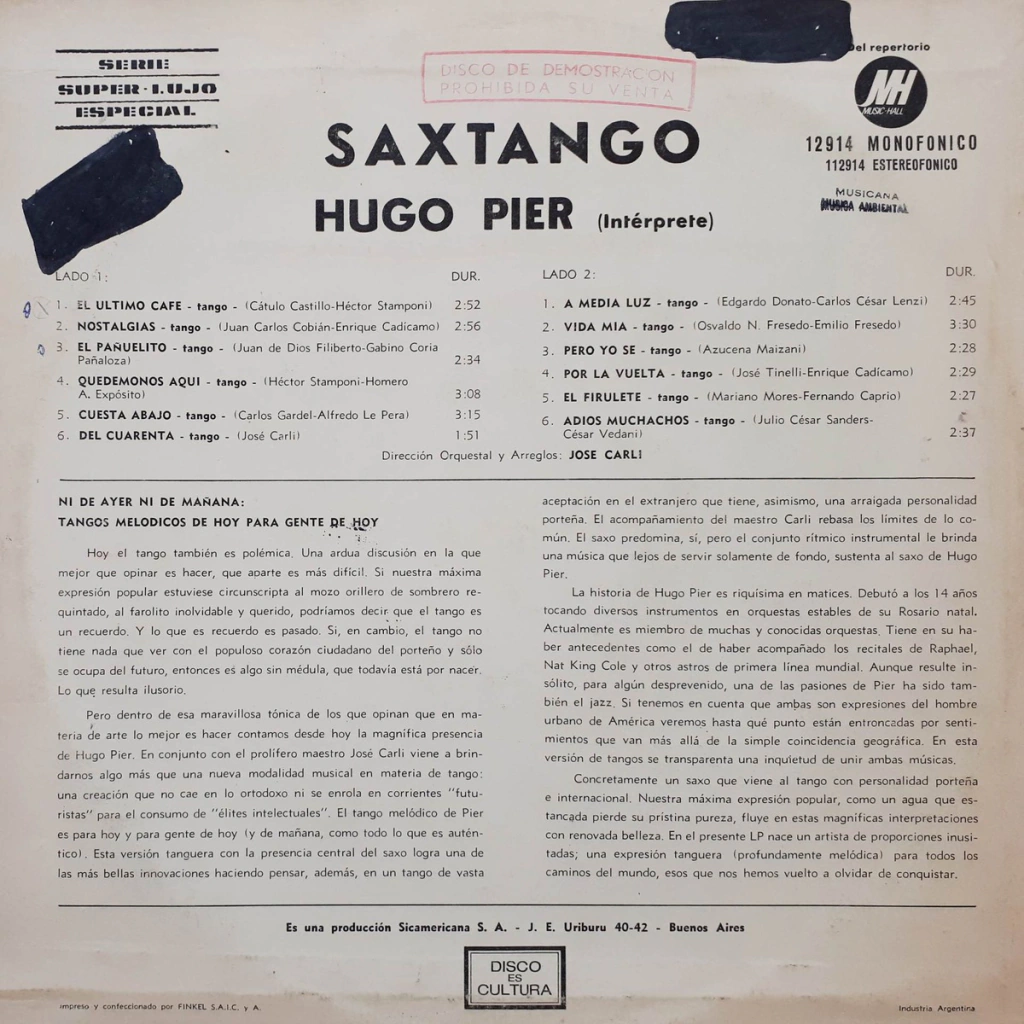 SERIE
SUPER-LUJO
ESPECIAL
DISCO DE DEMOSTRACION
PROHIBIDA SU VENTA
Del repertorio
MH
MUSIC-HALL
12914 MONOFONICO
112914 ESTEREOFONICO
MUSICANA
MUSICA AMBIENTAL
SAXTANGO
HUGO PIER (Intérprete)
LADO 1: DUR.
1. EL ULTIMO CAFE - tango - (Cátulo Castillo-Héctor Stamponi) 2:52
2. NOSTALGIAS - tango - (Juan Carlos Cobián-Enrique Cadícamo) 2:56
3. EL PAÑUELITO - tango - (Juan de Dios Filiberto-Gabino Coria
Pañaloza) 2:34
4. QUEDEMONOS AQUI - tango - (Héctor Stamponi-Homero
A. Expósito) 3:08
5. CUESTA ABAJO - tango - (Carlos Gardel-Alfredo Le Pera) 3:15
6. DEL CUARENTA - tango - (José Carli) 1:51
LADO 2: DUR.
1. A MEDIA LUZ - tango - (Edgardo Donato-Carlos César Lenzi) 2:45
2. VIDA MIA - tango - (Osvaldo N. Fresedo-Emilio Fresedo) 3:30
3. PERO YO SE - tango - (Azucena Maizani) 2:28
4. POR LA VUELTA - tango - (José Tinelli-Enrique Cadícamo) 2:29
5. EL FIRULETE - tango - (Mariano Mores-Fernando Caprio) 2:27
6. ADIOS MUCHACHOS - tango - (Julio César Sanders-
César Vedani) 2:37
Dirección Orquestal y Arreglos: JOSE CARLI
NI DE AYER NI DE MAÑANA:
TANGOS MELODICOS DE HOY PARA GENTE DE HOY
Hoy el tango también es polémica. Una ardua discusión en la que
mejor que opinar es hacer, que aparte es más difícil. Si nuestra máxima
expresión popular estuviese circunscripta al mozo orillero de sombrero re-
quintado, al farolito inolvidable y querido, podríamos decir que el tango es
un recuerdo. Y lo que es recuerdo es pasado. Si, en cambio, el tango no
tiene nada que ver con el populoso corazón ciudadano del porteño y sólo
se ocupa del futuro, entonces es algo sin médula, que todavía está por nacer.
Lo que resulta ilusorio.
Pero dentro de esa maravillosa tónica de los que opinan que en ma-
teria de arte lo mejor es hacer contamos desde hoy la magnífica presencia
de Hugo Pier. En conjunto con el prolífero maestro José Carli viene a brin-
darnos algo más que una nueva modalidad musical en materia de tango:
una creación que no cae en lo ortodoxo ni se enrola en corrientes "futu-
ristas" para el consumo de "élites intelectuales". El tango melódico de Pier
es para hoy y para gente de hoy (y de mañana, como todo lo que es autén-
tico). Esta versión tanguera con la presencia central del saxo logra una de
las más bellas innovaciones haciendo pensar, además, en un tango de vasta
aceptación en el extranjero que tiene, asimismo, una arraigada personalidad
porteña. El acompañamiento del maestro Carli rebasa los límites de lo co-
mún. El saxo predomina, sí, pero el conjunto rítmico instrumental le brinda
una música que lejos de servir solamente de fondo, sustenta al saxo de Hugo
Pier.
La historia de Hugo Pier es riquísima en matices. Debutó a los 14 años
tocando diversos instrumentos en orquestas estables de su Rosario natal.
Actualmente es miembro de muchas y conocidas orquestas. Tiene en su ha-
ber antecedentes como el de haber acompañado los recitales de Raphael,
Nat King Cole y otros astros de primera línea mundial. Aunque resulte in-
sólito, para algún desprevenido, una de las pasiones de Pier ha sido tam-
bién el jazz. Si tenemos en cuenta que ambas son expresiones del hombre
urbano de América veremos hasta qué punto están entroncadas por senti-
mientos que van más allá de la simple coincidencia geográfica. En esta
versión de tangos se transparenta una inquietud de unir ambas músicas.
Concretamente un saxo que viene al tango con personalidad porteña
e internacional. Nuestra máxima expresión popular, como un agua que es-
tancada pierde su pristina pureza, fluye en estas magníficas interpretaciones
con renovada belleza. En el presente LP nace un artista de proporciones inusi-
tadas; una expresión tanguera (profundamente melódica) para todos los
caminos del mundo, esos que nos hemos vuelto a olvidar de conquistar.
Es una producción Sicamericana S. A. - J. E. Uriburu 40-42 - Buenos Aires
DISCO
ES
CULTURA
Impreso y confeccionado por FINKEL S.A.I.C. y A.
Industria Argentina